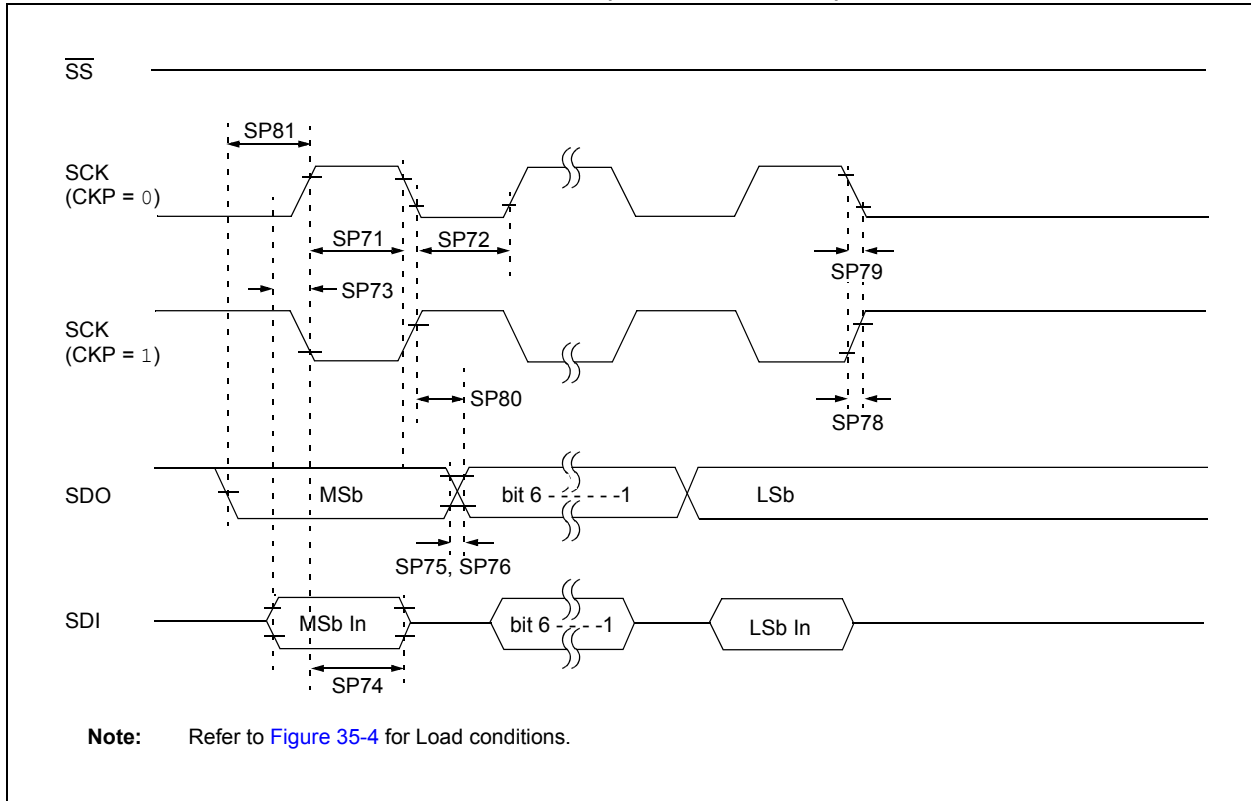 SS
SP81
SCK
(CKP = 0)
SP71
SP72
SP79
SP73
SCK
(CKP = 1)
SP80
SP78
SDO
MSb
bit 6 - - - - - -1
LSb
SP75, SP76
SDI
MSb In
bit 6 - - - -1
LSb In
SP74
Note: Refer to Figure 35-4 for Load conditions.